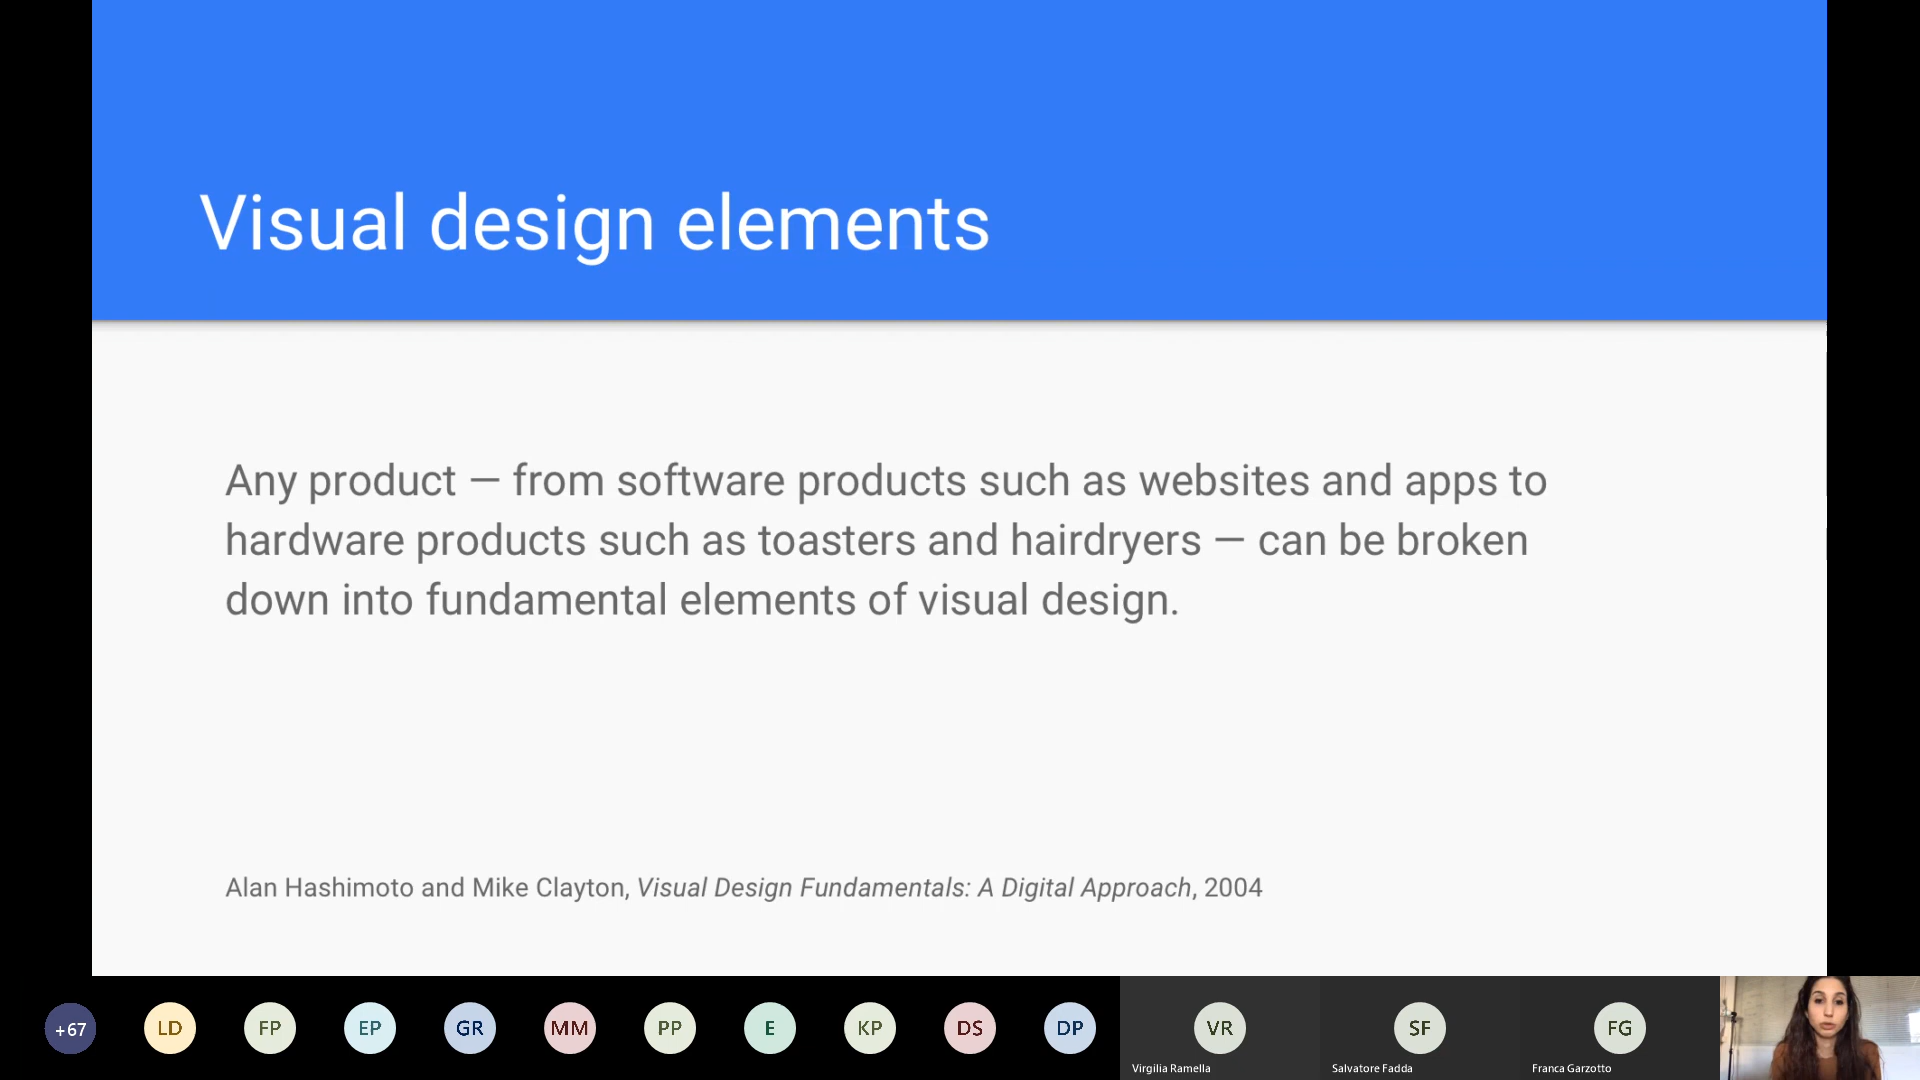 Visual design elements
Any product — from software products such as websites and apps to
hardware products such as toasters and hairdryers — can be broken
down into fundamental elements of visual design.
Alan Hashimoto and Mike Clayton, Visual Design Fundamentals: A Digital Approach, 2004
+67 LD FP EP GR MM PP E KP DS DP VR SF FG
Virgilia Ramella Salvatore Fadda Franca Garzotto